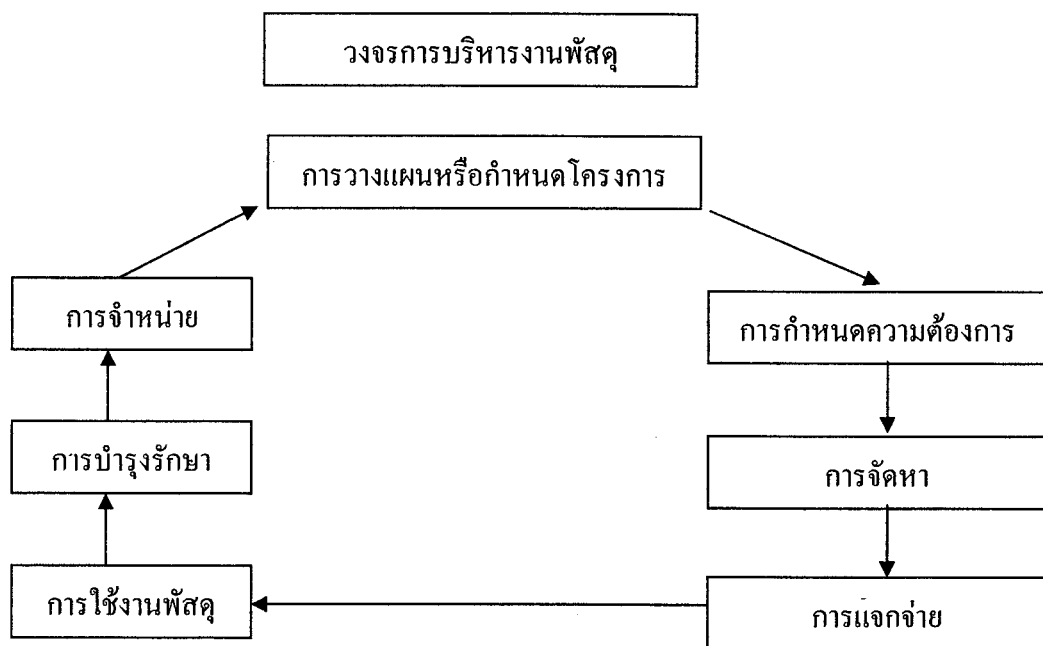 วงจรการบริหารงานพัสดุ
การวางแผนหรือกำหนดโครงการ
การจำหน่าย
การกำหนดความต้องการ
การบำรุงรักษา
การจัดหา
การใช้งานพัสดุ
การแจกจ่าย